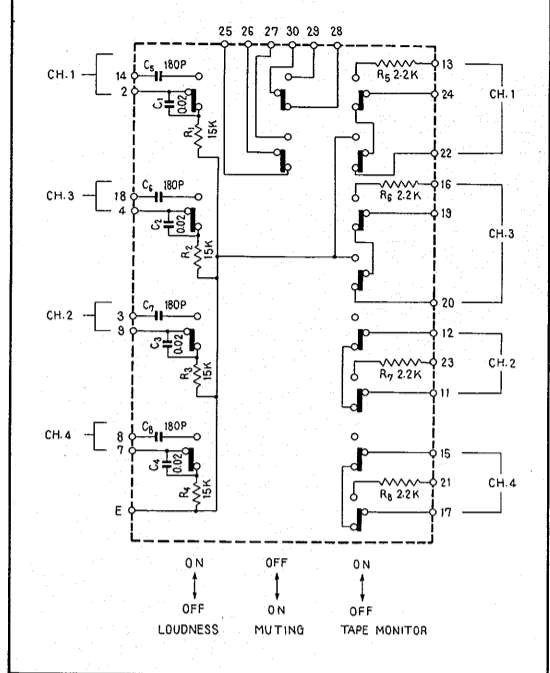 25 26 27 30 29 28
CH.1
14 C5 180P
2
C1 0.02
R1 15K
R5 2.2K 13
24
22
CH.1
CH.3
18 C6 180P
4
C2 0.02
R2 15K
R6 2.2K 16
19
20
CH.3
CH.2
3 C7 180P
9
C3 0.02
R3 15K
12
23
R7 2.2K
11
CH.2
CH.4
8 C8 180P
7
C4 0.02
R4 15K
E
15
21
R8 2.2K
17
CH.4
ON OFF ON
OFF ON OFF
LOUDNESS MUTING TAPE MONITOR